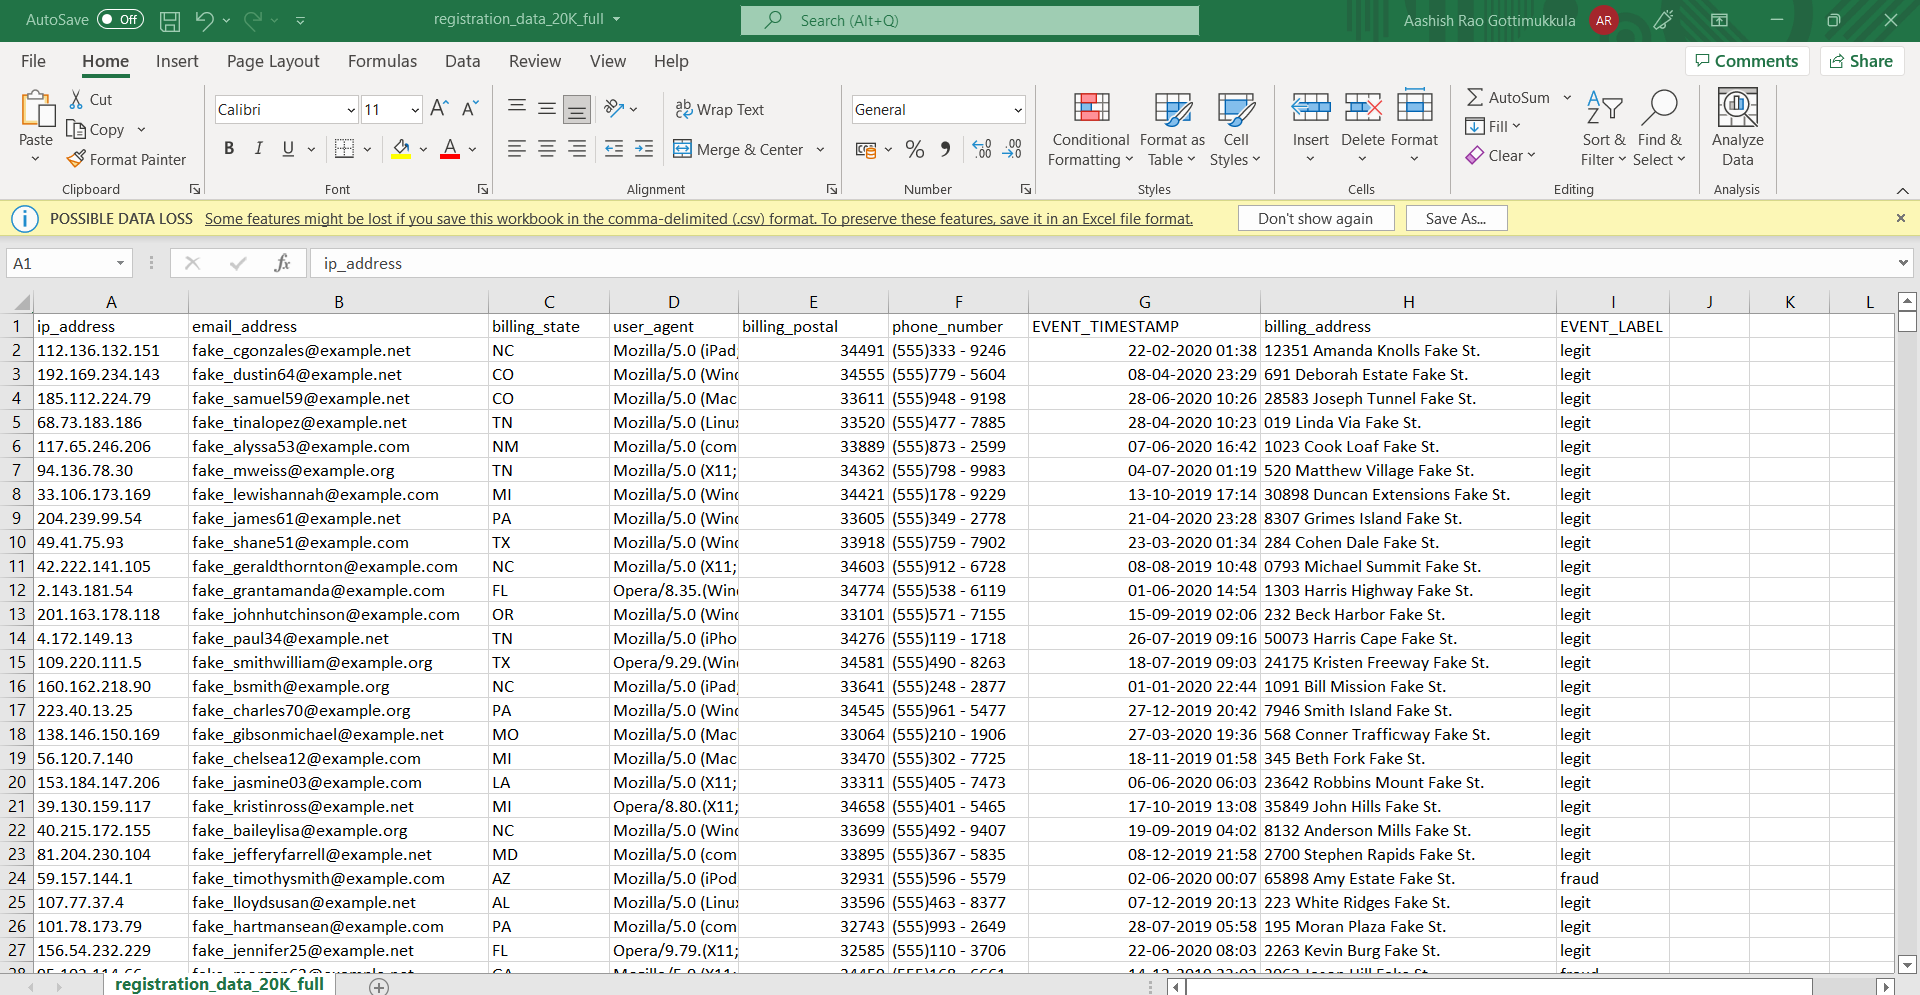 AutoSave Off registration_data_20K_full Search (Alt+Q) Aashish Rao Gottimukkula AR
File Home Insert Page Layout Formulas Data Review View Help Comments Share
Paste Cut Copy Format Painter
Calibri 11
B I U A
ab Wrap Text
Merge & Center
General
% 
Conditional Formatting Format as Table Cell Styles
Insert Delete Format
AutoSum Fill Clear
Sort & Filter Find & Select
Analyze Data
Clipboard Font Alignment Number Styles Cells Editing Analysis
POSSIBLE DATA LOSS Some features might be lost if you save this workbook in the comma-delimited (.csv) format. To preserve these features, save it in an Excel file format. Don't show again Save As...
A1 fx ip_address
A B C D E F G H I J K L
1 ip_address email_address billing_state user_agent billing_postal phone_number EVENT_TIMESTAMP billing_address EVENT_LABEL
2 112.136.132.151 fake_cgonzales@example.net NC Mozilla/5.0 (iPad; 34491 (555)333 - 9246 22-02-2020 01:38 12351 Amanda Knolls Fake St. legit
3 192.169.234.143 fake_dustin64@example.net CO Mozilla/5.0 (Wind 34555 (555)779 - 5604 08-04-2020 23:29 691 Deborah Estate Fake St. legit
4 185.112.224.79 fake_samuel59@example.net CO Mozilla/5.0 (Mac 33611 (555)948 - 9198 28-06-2020 10:26 28583 Joseph Tunnel Fake St. legit
5 68.73.183.186 fake_tinalopez@example.net TN Mozilla/5.0 (Linux 33520 (555)477 - 7885 28-04-2020 10:23 019 Linda Via Fake St. legit
6 117.65.246.206 fake_alyssa53@example.com NM Mozilla/5.0 (com 33889 (555)873 - 2599 07-06-2020 16:42 1023 Cook Loaf Fake St. legit
7 94.136.78.30 fake_mweiss@example.org TN Mozilla/5.0 (X11; 34362 (555)798 - 9983 04-07-2020 01:19 520 Matthew Village Fake St. legit
8 33.106.173.169 fake_lewishannah@example.com MI Mozilla/5.0 (Wind 34421 (555)178 - 9229 13-10-2019 17:14 30898 Duncan Extensions Fake St. legit
9 204.239.99.54 fake_james61@example.net PA Mozilla/5.0 (Wind 33605 (555)349 - 2778 21-04-2020 23:28 8307 Grimes Island Fake St. legit
10 49.41.75.93 fake_shane51@example.com TX Mozilla/5.0 (Wind 33918 (555)759 - 7902 23-03-2020 01:34 284 Cohen Dale Fake St. legit
11 42.222.141.105 fake_geraldthornton@example.com NC Mozilla/5.0 (X11; 34603 (555)912 - 6728 08-08-2019 10:48 0793 Michael Summit Fake St. legit
12 2.143.181.54 fake_grantamanda@example.com FL Opera/8.35.(Wind 34774 (555)538 - 6119 01-06-2020 14:54 1303 Harris Highway Fake St. legit
13 201.163.178.118 fake_johnhutchinson@example.com OR Mozilla/5.0 (Wind 33101 (555)571 - 7155 15-09-2019 02:06 232 Beck Harbor Fake St. legit
14 4.172.149.13 fake_paul34@example.net TN Mozilla/5.0 (iPho 34276 (555)119 - 1718 26-07-2019 09:16 50073 Harris Cape Fake St. legit
15 109.220.111.5 fake_smithwilliam@example.org TX Opera/9.29.(Wind 34581 (555)490 - 8263 18-07-2019 09:03 24175 Kristen Freeway Fake St. legit
16 160.162.218.90 fake_bsmith@example.org NC Mozilla/5.0 (iPad; 33641 (555)248 - 2877 01-01-2020 22:44 1091 Bill Mission Fake St. legit
17 223.40.13.25 fake_charles70@example.org PA Mozilla/5.0 (Wind 34545 (555)961 - 5477 27-12-2019 20:42 7946 Smith Island Fake St. legit
18 138.146.150.169 fake_gibsonmichael@example.net MO Mozilla/5.0 (Mac 33064 (555)210 - 1906 27-03-2020 19:36 568 Conner Trafficway Fake St. legit
19 56.120.7.140 fake_chelsea12@example.com MI Mozilla/5.0 (Mac 33470 (555)302 - 7725 18-11-2019 01:58 345 Beth Fork Fake St. legit
20 153.184.147.206 fake_jasmine03@example.com LA Mozilla/5.0 (X11; 33311 (555)405 - 7473 06-06-2020 06:03 23642 Robbins Mount Fake St. legit
21 39.130.159.117 fake_kristinross@example.net MI Opera/8.80.(X11; 34658 (555)401 - 5465 17-10-2019 13:08 35849 John Hills Fake St. legit
22 40.215.172.155 fake_baileylisa@example.org NC Mozilla/5.0 (Wind 33699 (555)492 - 9407 19-09-2019 04:02 8132 Anderson Mills Fake St. legit
23 81.204.230.104 fake_jefferyfarrell@example.net MD Mozilla/5.0 (com 33895 (555)367 - 5835 08-12-2019 21:58 2700 Stephen Rapids Fake St. legit
24 59.157.144.1 fake_timothysmith@example.com AZ Mozilla/5.0 (iPod 32931 (555)596 - 5579 02-06-2020 00:07 65898 Amy Estate Fake St. fraud
25 107.77.37.4 fake_lloydsusan@example.net AL Mozilla/5.0 (Linux 33596 (555)463 - 8377 07-12-2019 20:13 223 White Ridges Fake St. legit
26 101.78.173.79 fake_hartmansean@example.com PA Mozilla/5.0 (com 32743 (555)993 - 2649 28-07-2019 05:58 195 Moran Plaza Fake St. legit
27 156.54.232.229 fake_jennifer25@example.net FL Opera/9.79.(X11; 32585 (555)110 - 3706 22-06-2020 08:03 2263 Kevin Burg Fake St. legit
registration_data_20K_full